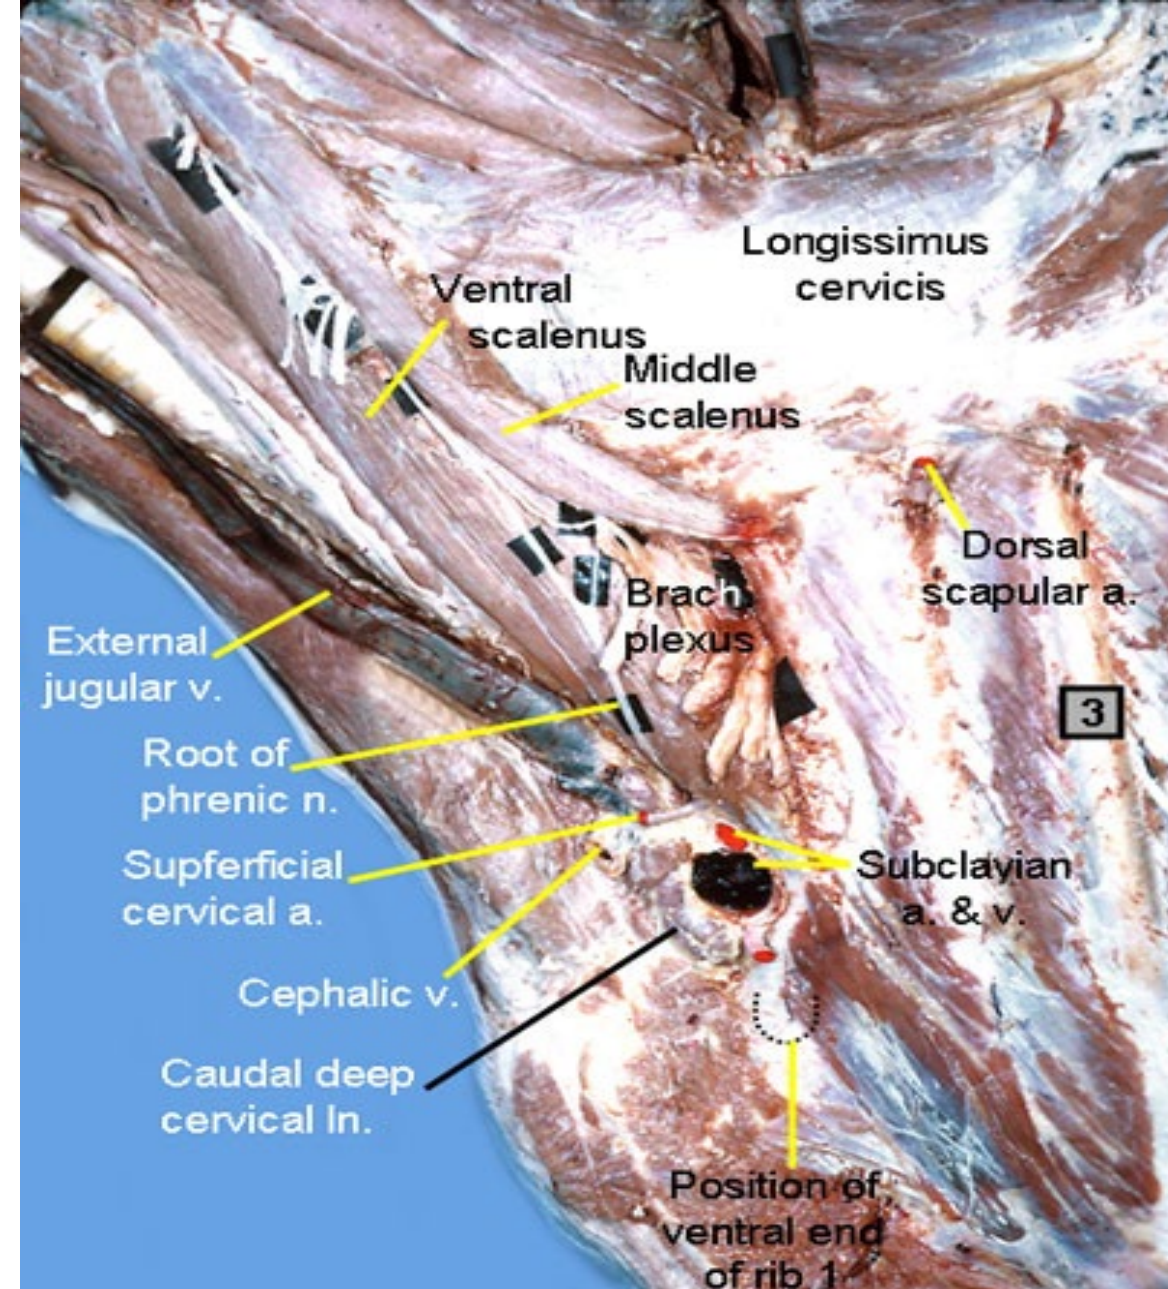 Longissimus
cervicis
Ventral
scalenus
Middle
scalenus
Dorsal
scapular a.
Brach
plexus
External
jugular v.
3
Root of
phrenic n.
Supferficial
cervical a.
Subclavian
a. & v.
Cephalic v.
Caudal deep
cervical ln.
Position of
ventral end
of rib 1